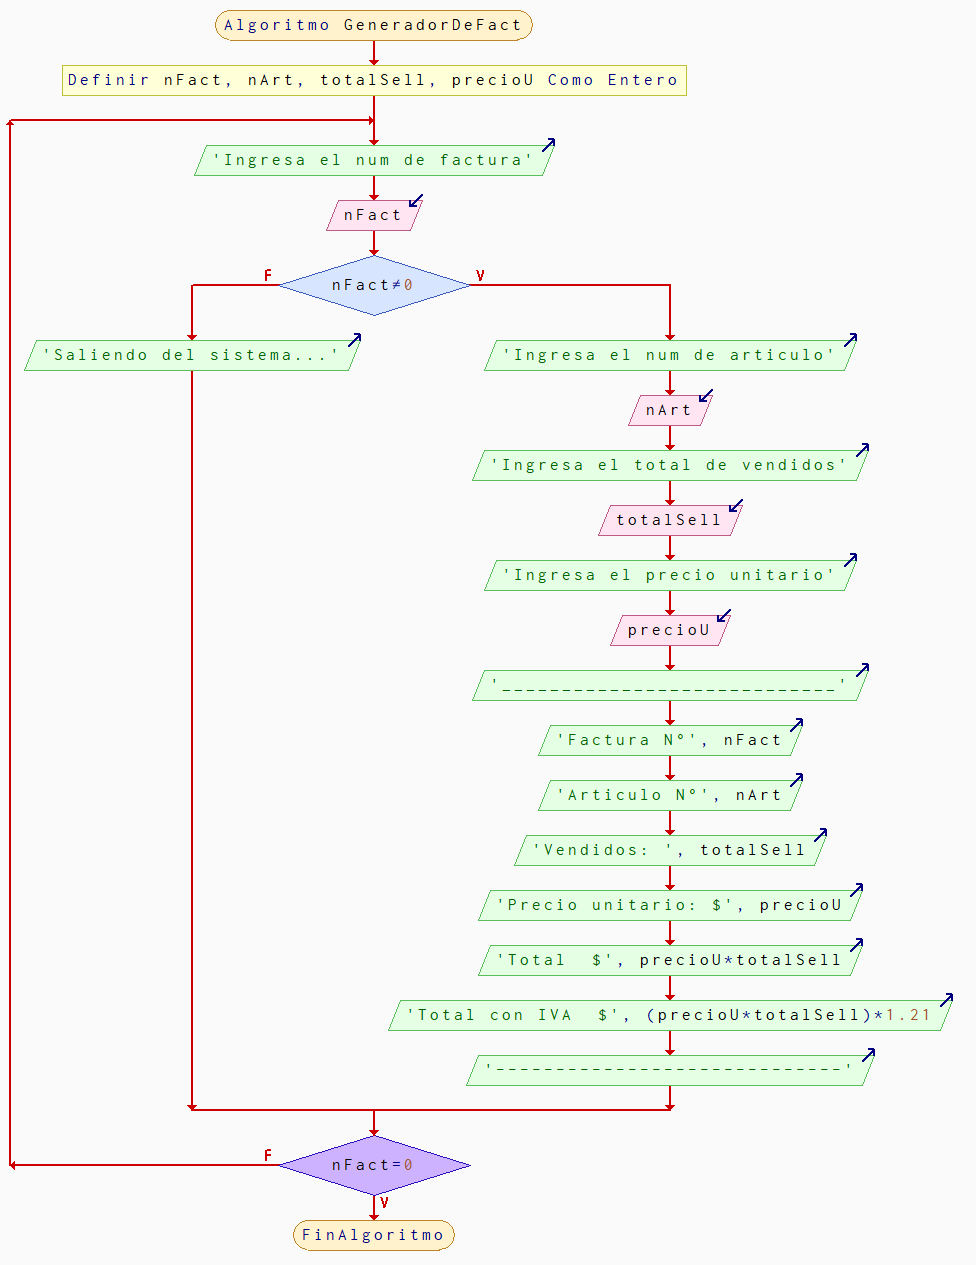 Algoritmo GeneradorDeFact
Definir nFact, nArt, totalSell, precioU Como Entero
'Ingresa el num de factura'
nFact
F
V
nFact≠0
'Saliendo del sistema...'
'Ingresa el num de articulo'
nArt
'Ingresa el total de vendidos'
totalSell
'Ingresa el precio unitario'
precioU
'____________________________'
'Factura Nº', nFact
'Articulo Nº', nArt
'Vendidos: ', totalSell
'Precio unitario: $', precioU
'Total  $', precioU*totalSell
'Total con IVA  $', (precioU*totalSell)*1.21
'-----------------------------'
F
nFact=0
V
FinAlgoritmo